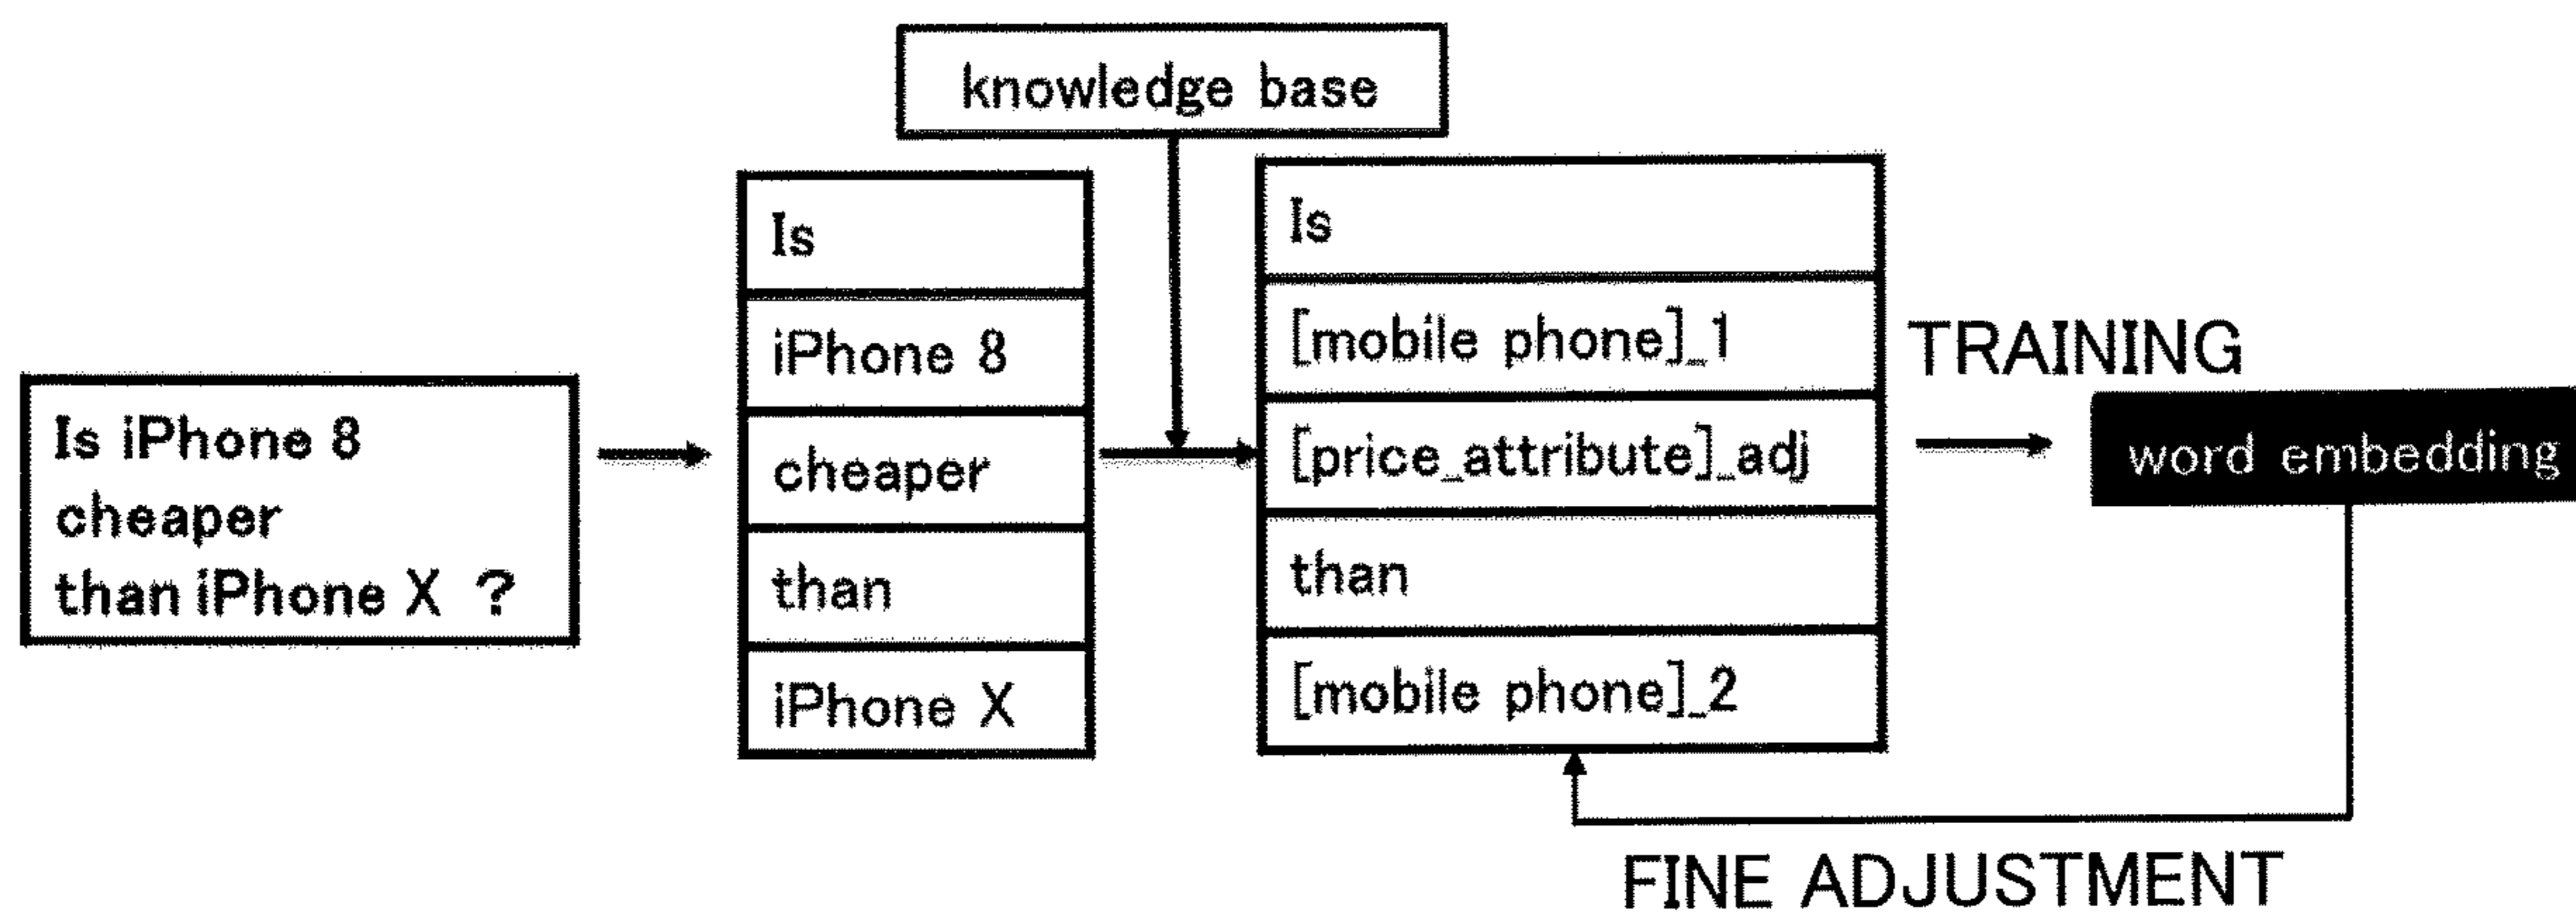 knowledge base
Is iPhone 8
cheaper
than iPhone X ?
Is
iPhone 8
cheaper
than
iPhone X
Is
[mobile phone]_1
[price_attribute]_adj
than
[mobile phone]_2
TRAINING
word embedding
FINE ADJUSTMENT